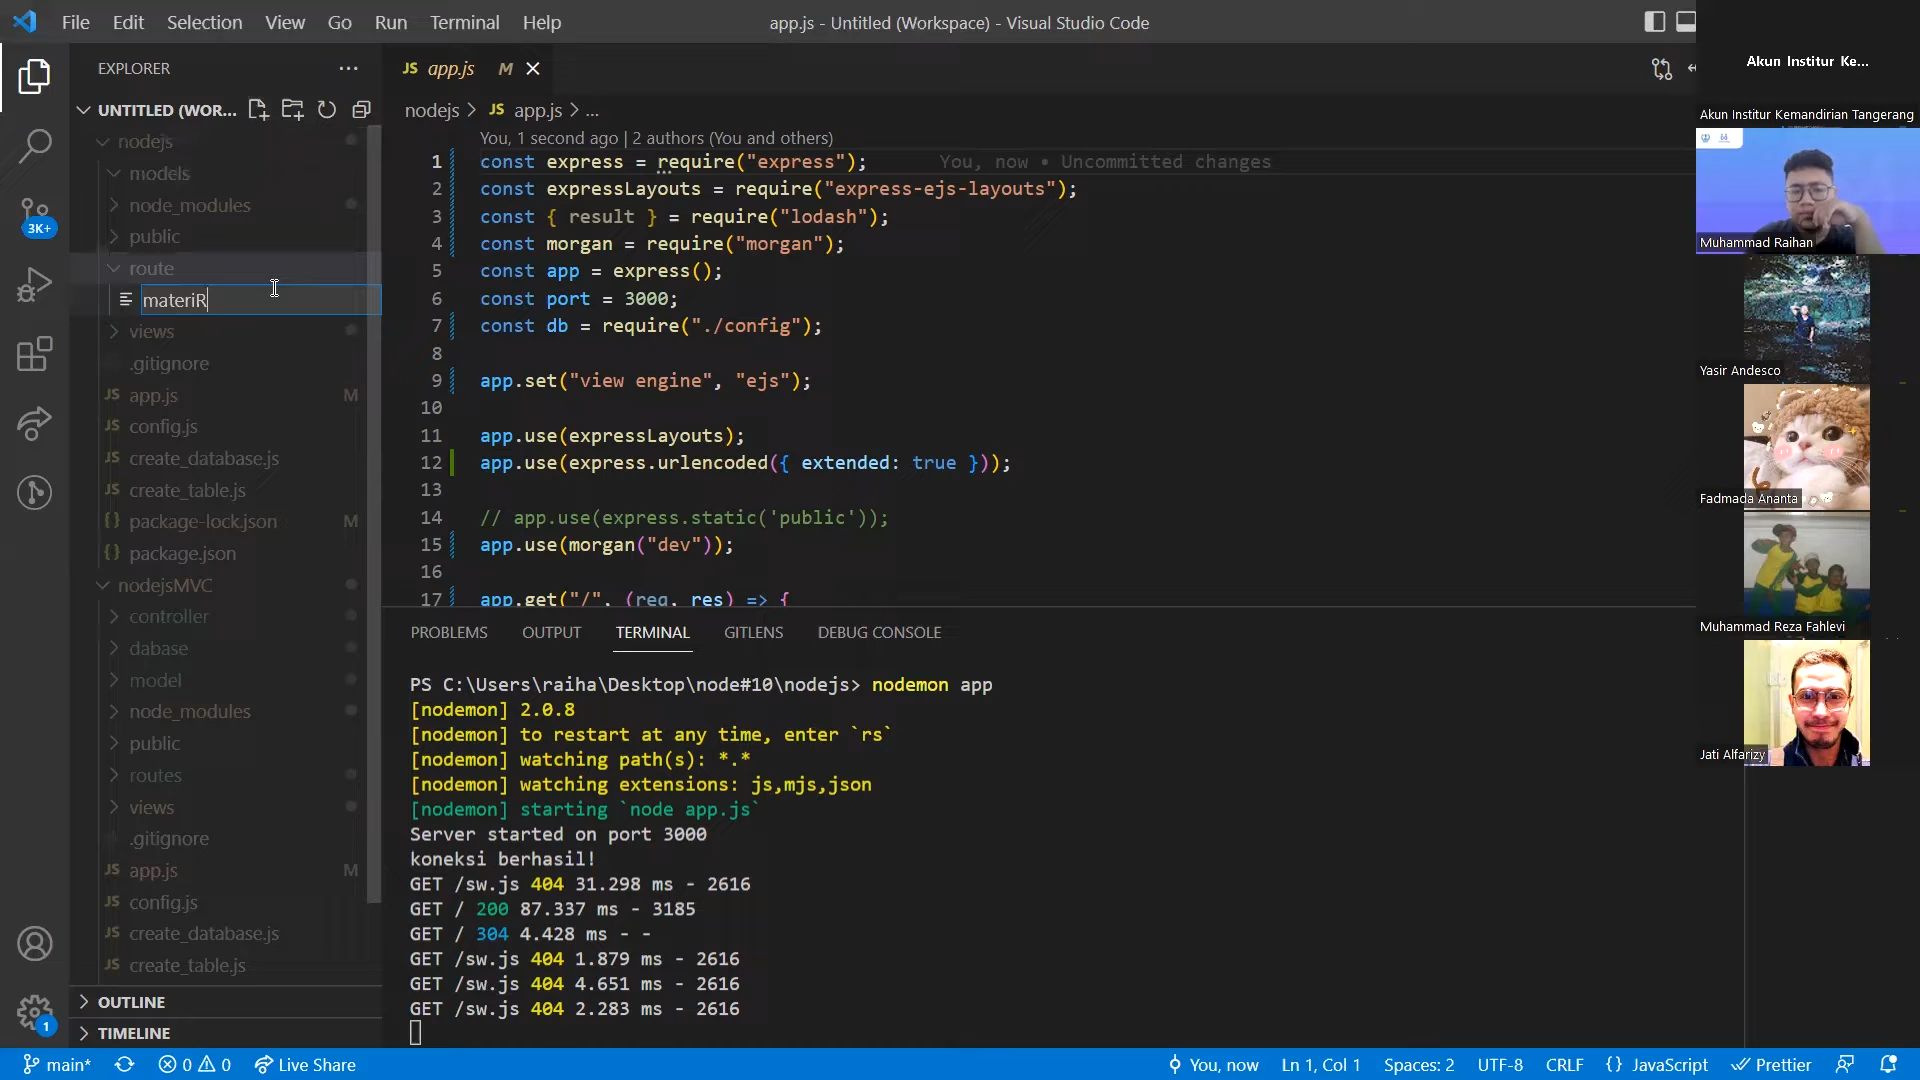 File Edit Selection View Go Run Terminal Help
app.js - Untitled (Workspace) - Visual Studio Code
EXPLORER
UNTITLED (WOR...
nodejs
models
node_modules
public
route
materiR
views
.gitignore
app.js M
config.js
create_database.js
create_table.js
package-lock.json M
package.json
nodejsMVC
controller
dabase
model
node_modules
public
routes
views
.gitignore
app.js M
config.js
create_database.js
create_table.js
OUTLINE
TIMELINE
3K+
1
JS app.js M
nodejs > JS app.js > ...
You, 1 second ago | 2 authors (You and others)
1 const express = require("express"); You, now • Uncommitted changes
2 const expressLayouts = require("express-ejs-layouts");
3 const { result } = require("lodash");
4 const morgan = require("morgan");
5 const app = express();
6 const port = 3000;
7 const db = require("./config");
8
9 app.set("view engine", "ejs");
10
11 app.use(expressLayouts);
12 app.use(express.urlencoded({ extended: true }));
13
14 // app.use(express.static('public'));
15 app.use(morgan("dev"));
16
17 app.get("/", (req, res) => {
PROBLEMS OUTPUT TERMINAL GITLENS DEBUG CONSOLE
PS C:\Users\raiha\Desktop\node#10\nodejs> nodemon app
[nodemon] 2.0.8
[nodemon] to restart at any time, enter `rs`
[nodemon] watching path(s): *.*
[nodemon] watching extensions: js,mjs,json
[nodemon] starting `node app.js`
Server started on port 3000
koneksi berhasil!
GET /sw.js 404 31.298 ms - 2616
GET / 200 87.337 ms - 3185
GET / 304 4.428 ms - -
GET /sw.js 404 1.879 ms - 2616
GET /sw.js 404 4.651 ms - 2616
GET /sw.js 404 2.283 ms - 2616
Akun Institur Ke...
Akun Institur Kemandirian Tangerang
Muhammad Raihan
Yasir Andesco
Fadmada Ananta
Muhammad Reza Fahlevi
Jati Alfarizy
main* 0 0 Live Share
You, now Ln 1, Col 1 Spaces: 2 UTF-8 CRLF {} JavaScript Prettier